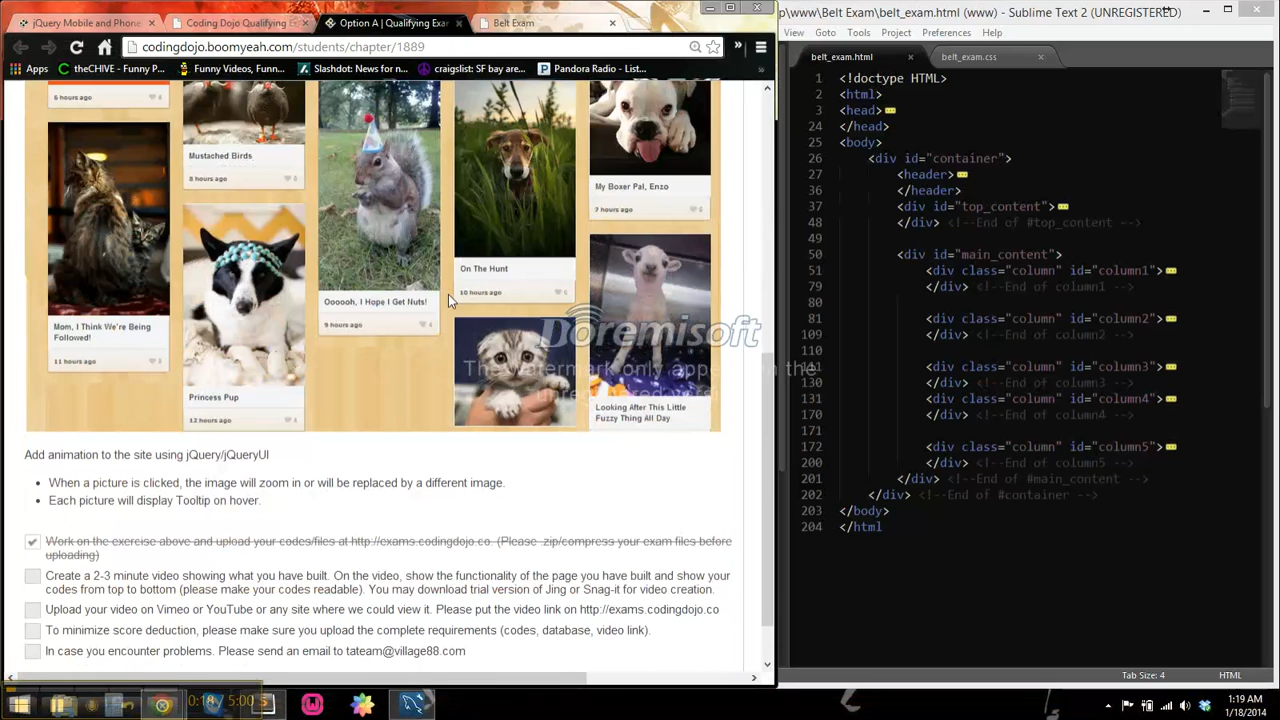 jQuery Mobile and Phone
Coding Dojo Qualifying Ex
Option A | Qualifying Exa
Belt Exam
codingdojo.boomyeah.com/students/chapter/1889
Apps
theCHIVE - Funny P...
Funny Videos, Funn...
Slashdot: News for n...
craigslist: SF bay are...
Pandora Radio - List...
6 hours ago
Mustached Birds
8 hours ago
My Boxer Pal, Enzo
7 hours ago
On The Hunt
10 hours ago
Oooooh, I Hope I Get Nuts!
9 hours ago
Mom, I Think We're Being
Followed!
11 hours ago
Princess Pup
12 hours ago
Looking After This Little
Fuzzy Thing All Day
Doremisoft
The watermark only appears in the
unregistered version
Add animation to the site using jQuery/jQueryUI
When a picture is clicked, the image will zoom in or will be replaced by a different image.
Each picture will display Tooltip on hover.
Work on the exercise above and upload your codes/files at http://exams.codingdojo.co. (Please .zip/compress your exam files before
uploading)
Create a 2-3 minute video showing what you have built. On the video, show the functionality of the page you have built and show your
codes from top to bottom (please make your codes readable). You may download trial version of Jing or Snag-it for video creation.
Upload your video on Vimeo or YouTube or any site where we could view it. Please put the video link on http://exams.codingdojo.co
To minimize score deduction, please make sure you upload the complete requirements (codes, database, video link).
In case you encounter problems. Please send an email to tateam@village88.com
p\www\Belt Exam\belt_exam.html (UNREGISTERED) - Sublime Text 2 (UNREGISTERED)
View Goto Tools Project Preferences Help
belt_exam.html
belt_exam.css
1 <!doctype HTML>
2 <html>
3 <head>
24 </head>
25 <body>
26 <div id="container">
27 <header>
36 </header>
37 <div id="top_content">
48 </div> <!--End of #top_content -->
49
50 <div id="main_content">
51 <div class="column" id="column1">
79 </div> <!--End of column1 -->
80
81 <div class="column" id="column2">
109 </div> <!--End of column2 -->
110
111 <div class="column" id="column3">
130 </div> <!--End of column3 -->
131 <div class="column" id="column4">
170 </div> <!--End of column4 -->
171
172 <div class="column" id="column5">
200 </div> <!--End of column5 -->
201 </div> <!--End of #main_content -->
202 </div> <!--End of #container -->
203 </body>
204 </html
Tab Size: 4
HTML
0:18 / 5:00
1:19 AM
1/18/2014